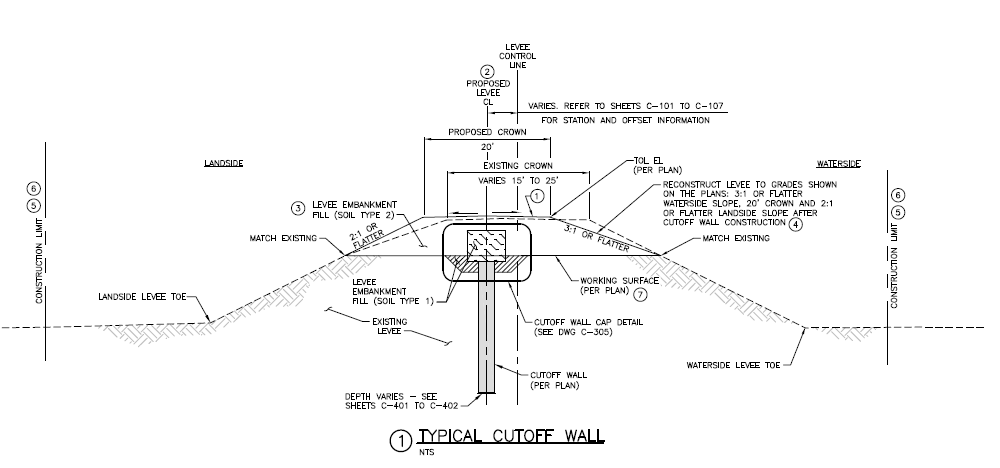 LEVEE
CONTROL
LINE
2
PROPOSED
LEVEE
CL
VARIES. REFER TO SHEETS C-101 TO C-107
FOR STATION AND OFFSET INFORMATION
PROPOSED CROWN
20'
LANDSIDE
EXISTING CROWN
VARIES 15' TO 25'
TOL EL
(PER PLAN)
WATERSIDE
6
5
CONSTRUCTION LIMIT
3
LEVEE EMBANKMENT
FILL (SOIL TYPE 2)
1
RECONSTRUCT LEVEE TO GRADES SHOWN
ON THE PLANS: 3:1 OR FLATTER
WATERSIDE SLOPE, 20' CROWN AND 2:1
OR FLATTER LANDSIDE SLOPE AFTER
CUTOFF WALL CONSTRUCTION 4
6
5
CONSTRUCTION LIMIT
2:1 OR
FLATTER
3:1 OR FLATTER
MATCH EXISTING
MATCH EXISTING
LEVEE
EMBANKMENT
FILL (SOIL TYPE 1)
WORKING SURFACE
(PER PLAN) 7
LANDSIDE LEVEE TOE
EXISTING
LEVEE
CUTOFF WALL CAP DETAIL
(SEE DWG C-305)
WATERSIDE LEVEE TOE
CUTOFF WALL
(PER PLAN)
DEPTH VARIES - SEE
SHEETS C-401 TO C-402
1 TYPICAL CUTOFF WALL
NTS